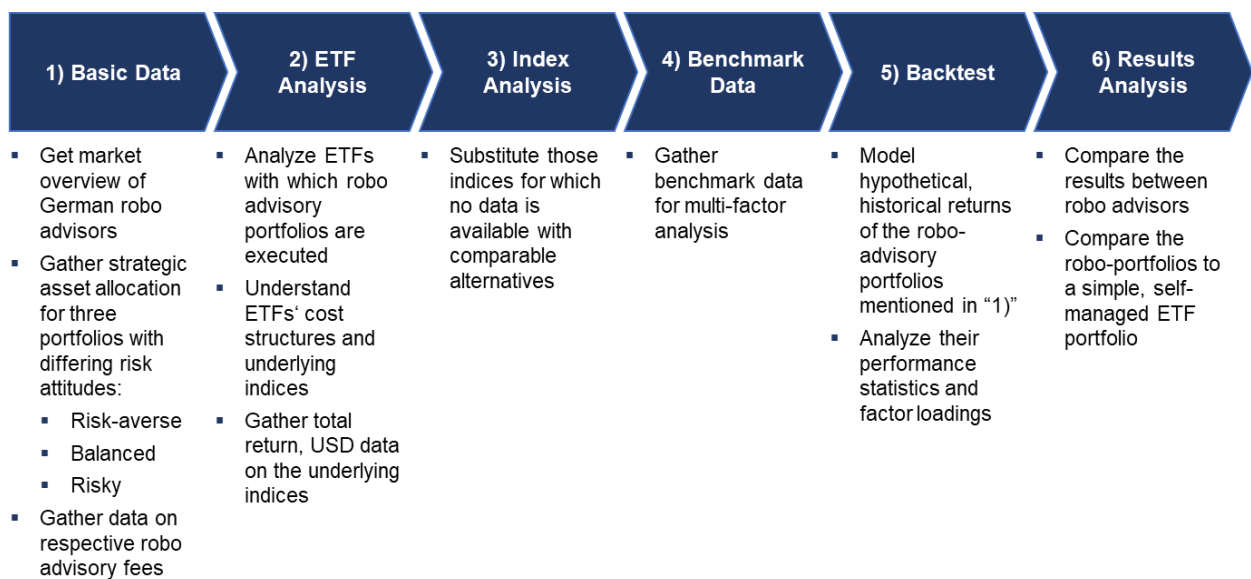 1) Basic Data
2) ETF
Analysis
3) Index
Analysis
4) Benchmark
Data
5) Backtest
6) Results
Analysis
▪ Get market
overview of
German robo
advisors
▪ Gather strategic
asset allocation
for three
portfolios with
differing risk
attitudes:
▪ Risk-averse
▪ Balanced
▪ Risky
▪ Gather data on
respective robo
advisory fees
▪ Analyze ETFs
with which robo
advisory
portfolios are
executed
▪ Understand
ETFs‘ cost
structures and
underlying
indices
▪ Gather total
return, USD data
on the underlying
indices
▪ Substitute those
indices for which
no data is
available with
comparable
alternatives
▪ Gather
benchmark data
for multi-factor
analysis
▪ Model
hypothetical,
historical returns
of the robo-
advisory
portfolios
mentioned in “1)”
▪ Analyze their
performance
statistics and
factor loadings
▪ Compare the
results between
robo advisors
▪ Compare the
robo-portfolios to
a simple, self-
managed ETF
portfolio